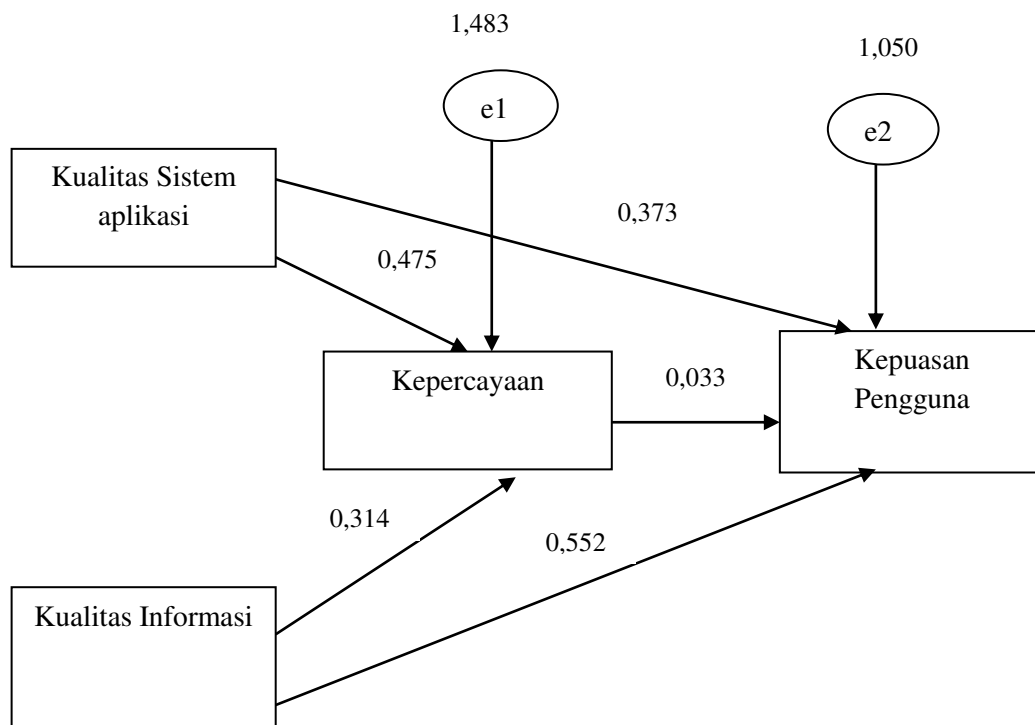 1,483
1,050
e1
e2
Kualitas Sistem
aplikasi
0,373
0,475
Kepercayaan
0,033
Kepuasan
Pengguna
0,314
0,552
Kualitas Informasi